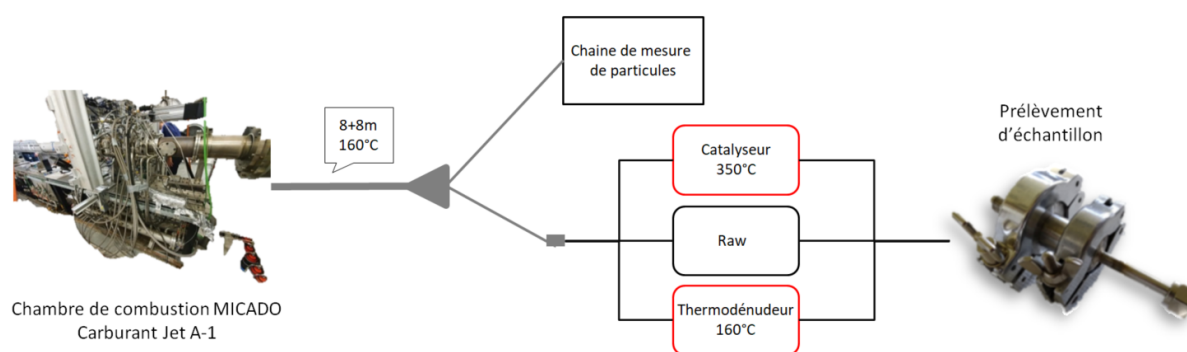 Chaine de mesure
de particules
8+8m
160°C
Prélèvement
d'échantillon
Catalyseur
350°C
Raw
Thermodénudeur
160°C
Chambre de combustion MICADO
Carburant Jet A-1